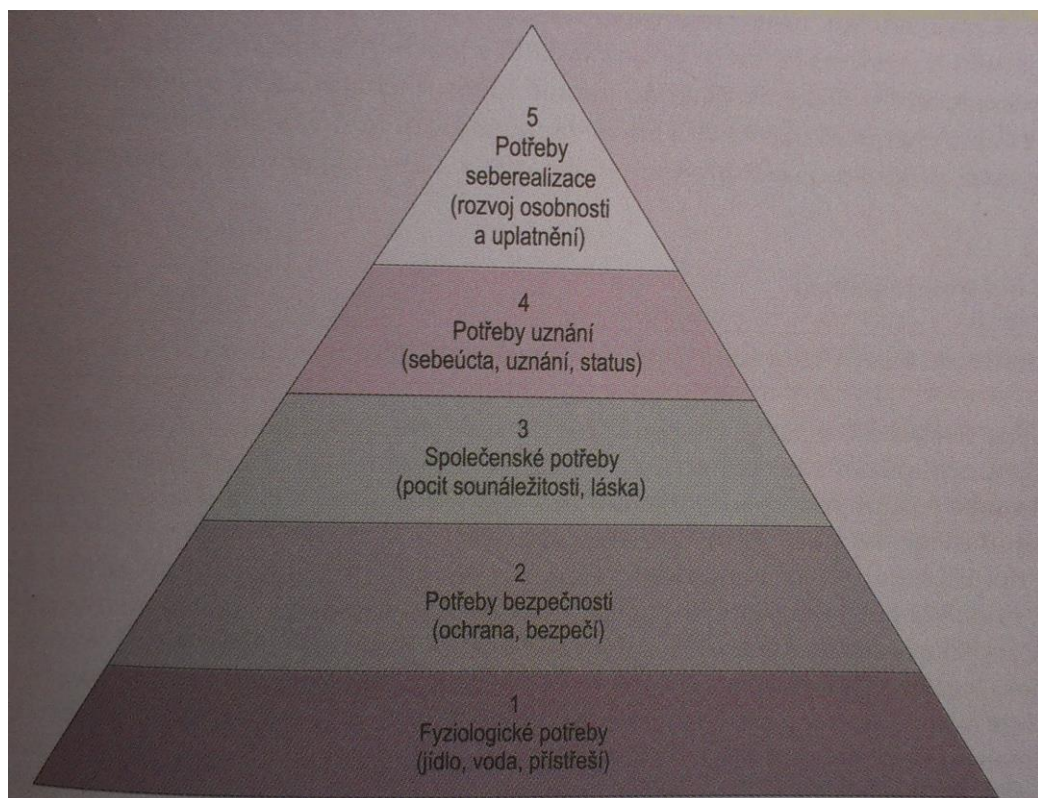 5
Potřeby
seberealizace
(rozvoj osobnosti
a uplatnění)
4
Potřeby uznání
(sebeúcta, uznání, status)
3
Společenské potřeby
(pocit sounáležitosti, láska)
2
Potřeby bezpečnosti
(ochrana, bezpečí)
1
Fyziologické potřeby
(jídlo, voda, přístřeší)